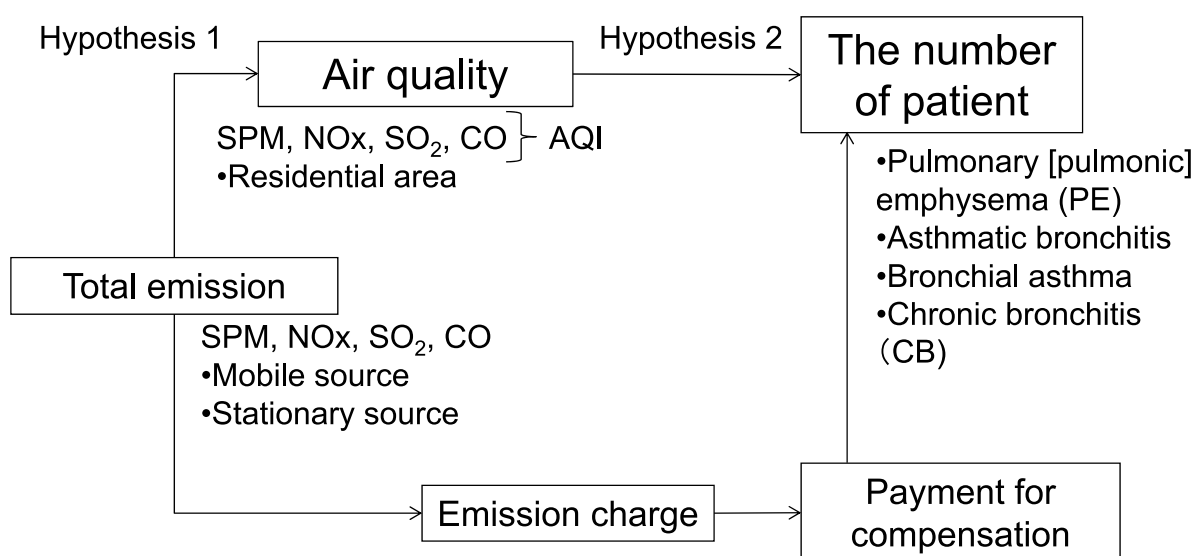 Hypothesis 1
Hypothesis 2
Air quality
The number
of patient
SPM, NOx, SO₂, CO
AQI
•Residential area
•Pulmonary [pulmonic]
emphysema (PE)
•Asthmatic bronchitis
•Bronchial asthma
•Chronic bronchitis
（CB)
Total emission
SPM, NOx, SO₂, CO
•Mobile source
•Stationary source
Emission charge
Payment for
compensation